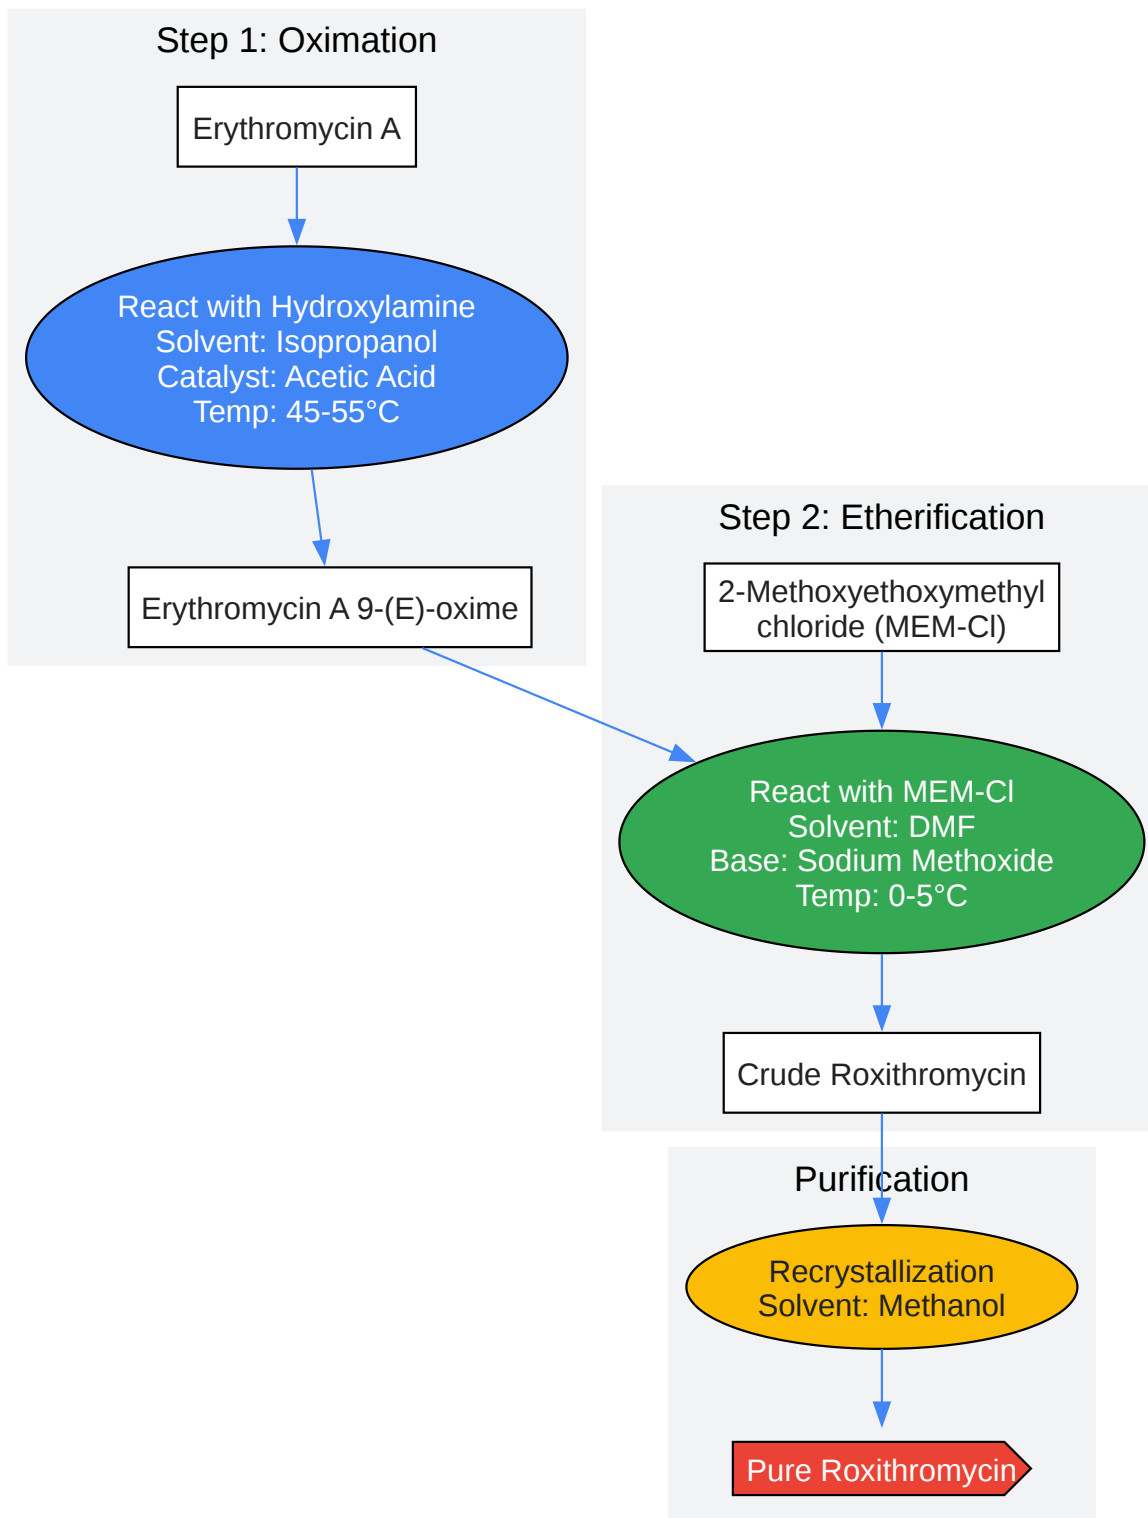 Step 1: Oximation
Erythromycin A
React with Hydroxylamine
Solvent: Isopropanol
Catalyst: Acetic Acid
Temp: 45-55°C
Erythromycin A 9-(E)-oxime
Step 2: Etherification
2-Methoxyethoxymethyl
chloride (MEM-Cl)
React with MEM-Cl
Solvent: DMF
Base: Sodium Methoxide
Temp: 0-5°C
Crude Roxithromycin
Purification
Recrystallization
Solvent: Methanol
Pure Roxithromycin